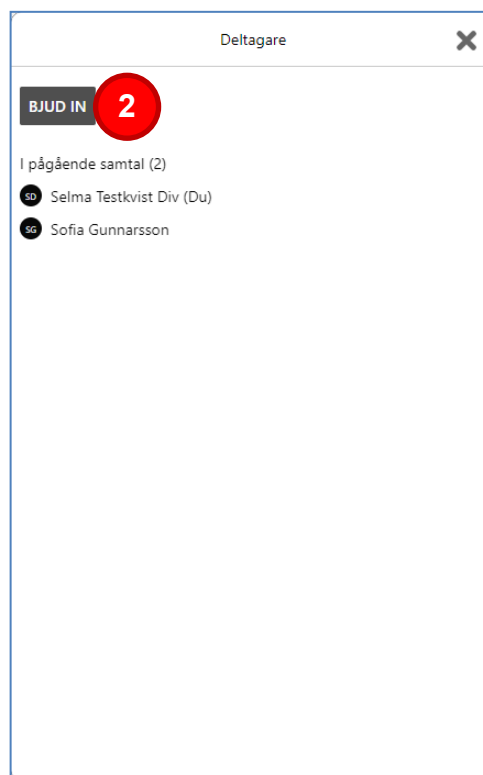 Deltagare
BJUD IN 2
I pågående samtal (2)
SD Selma Testkvist Div (Du)
SG Sofia Gunnarsson